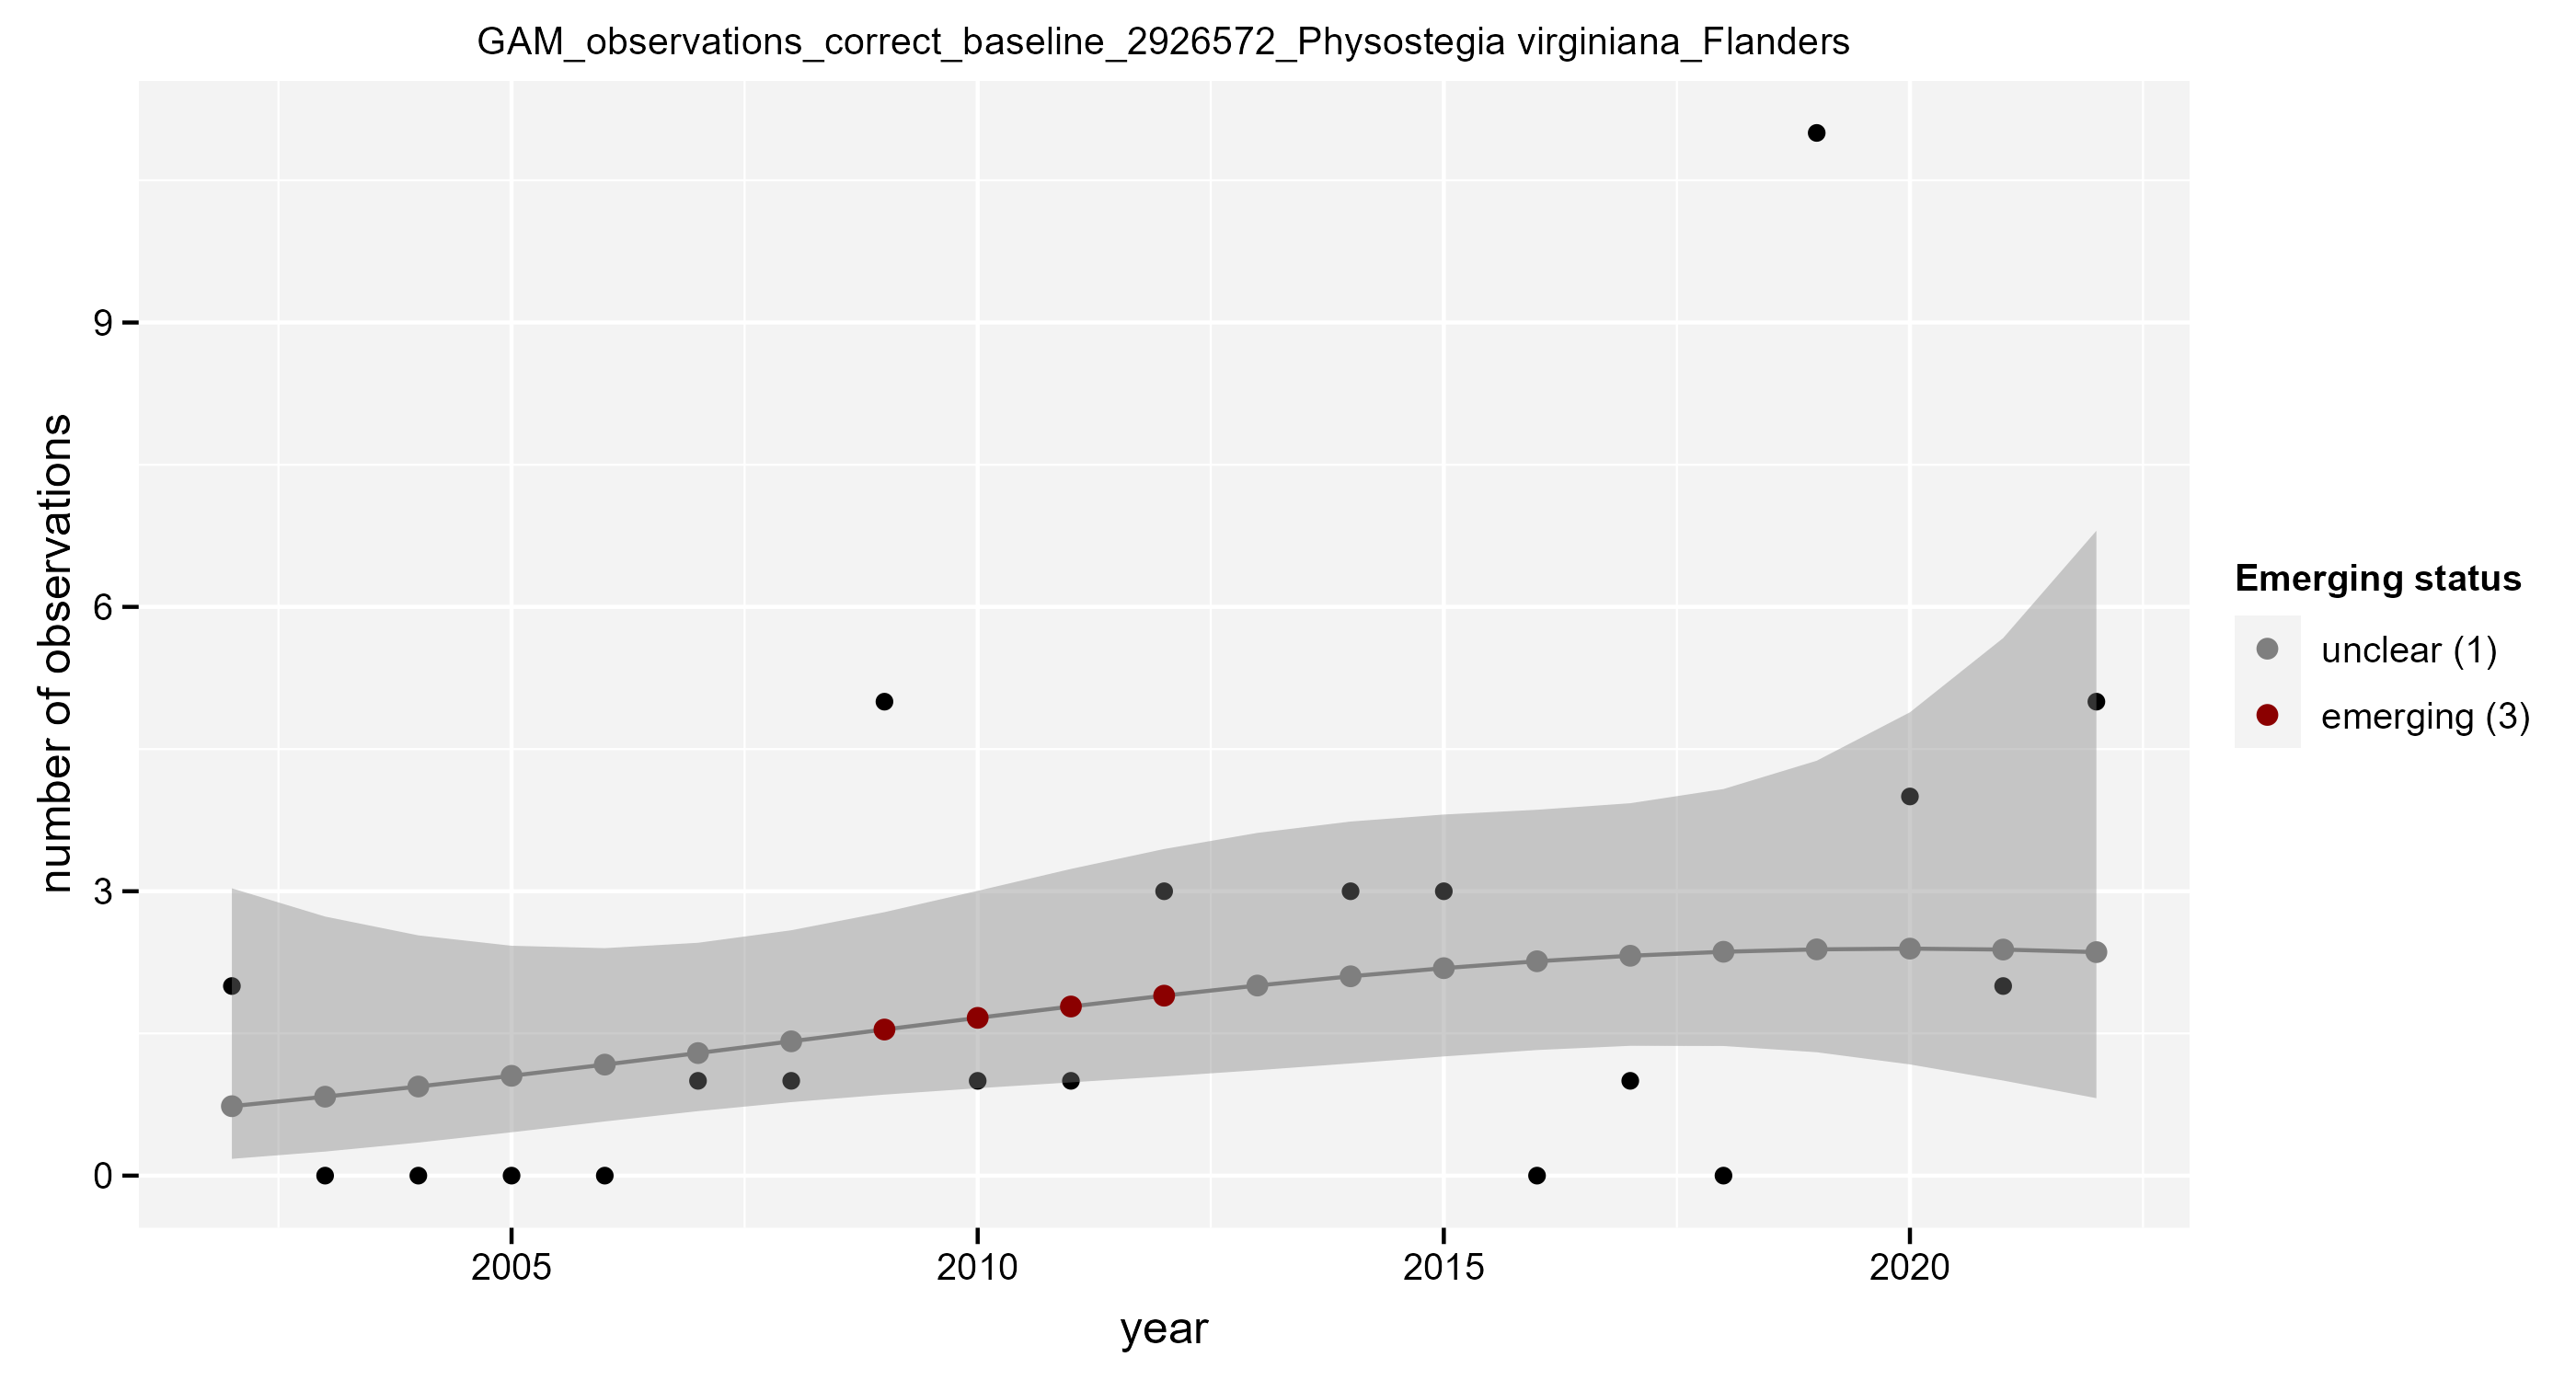 GAM_observations_correct_baseline_2926572_Physostegia virginiana_Flanders
number of observations
9
6
3
0
2005
2010
2015
2020
year
Emerging status
unclear (1)
emerging (3)